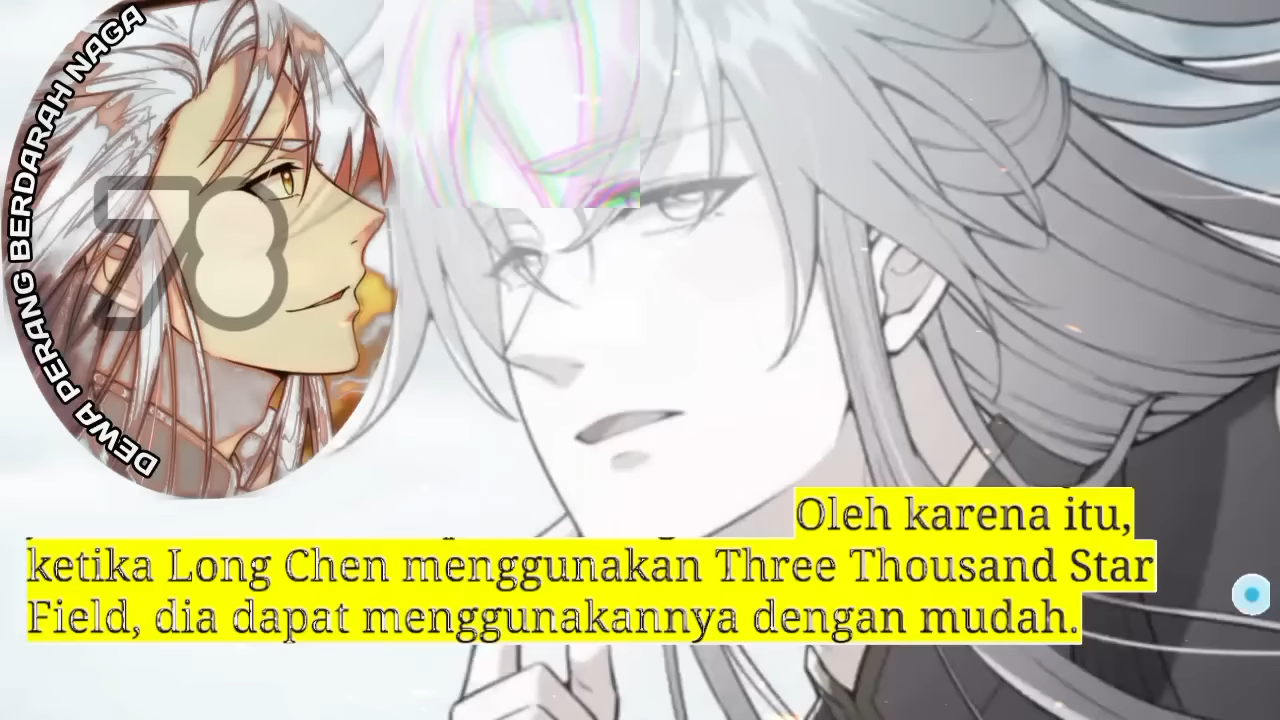 DEWA PERANG BERDARAH NAGA
78
Oleh karena itu,
ketika Long Chen menggunakan Three Thousand Star
Field, dia dapat menggunakannya dengan mudah.